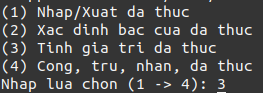 (1) Nhap/Xuat da thuc
(2) Xac dinh bac cua da thuc
(3) Tinh gia tri da thuc
(4) Cong, tru, nhan, da thuc
Nhap lua chon (1 -> 4): 3